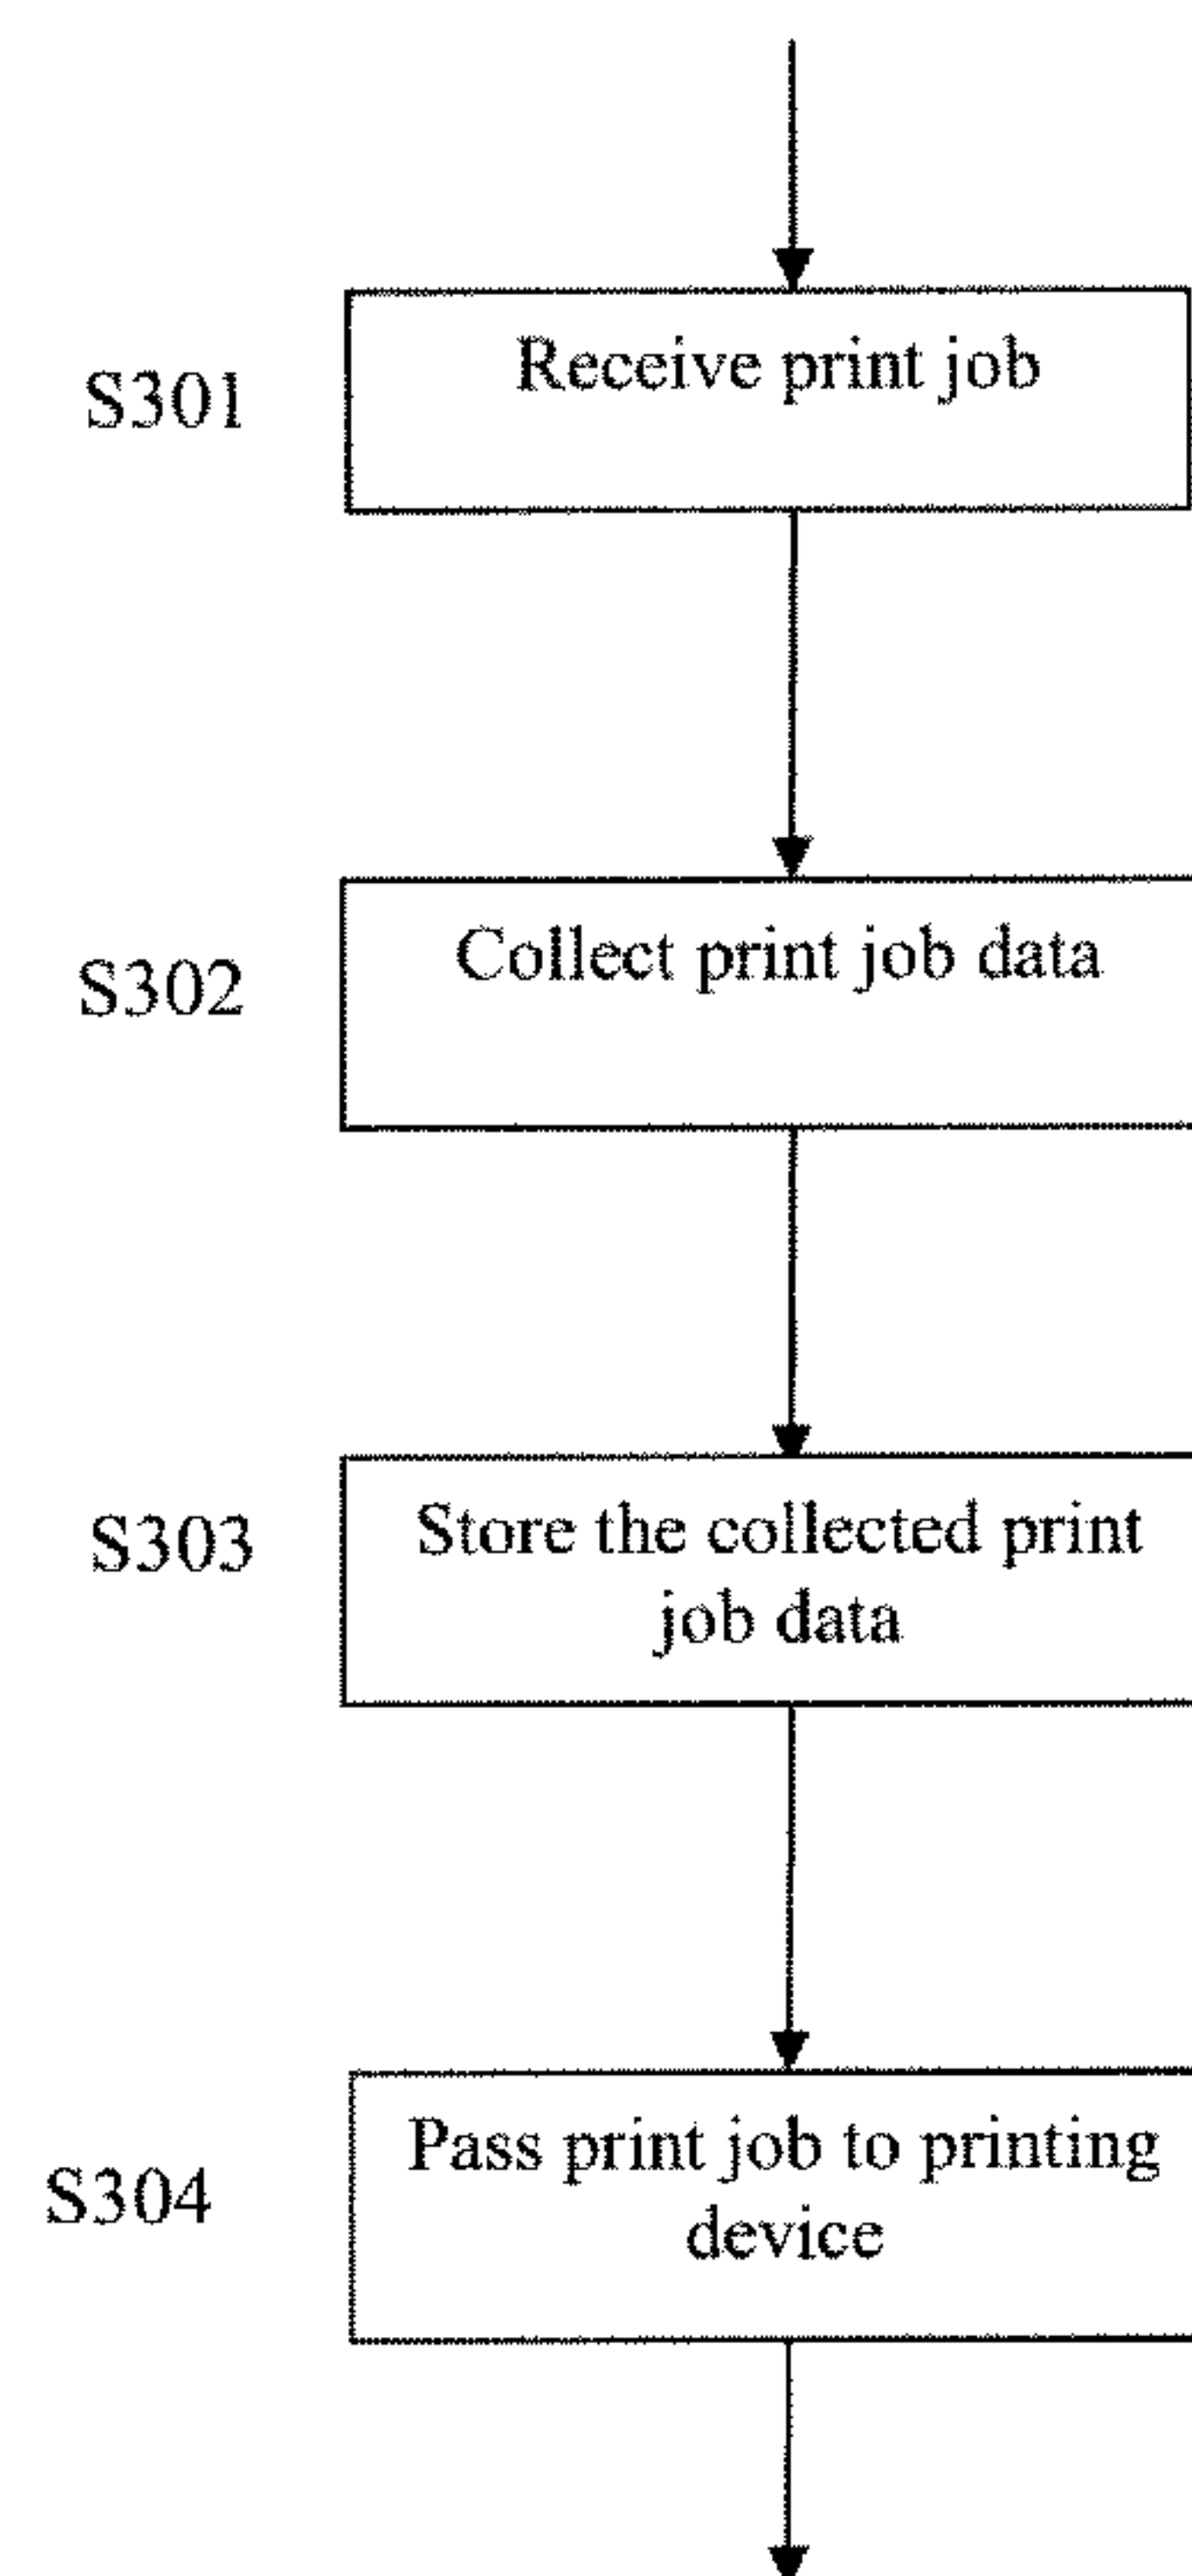 S301
Receive print job
S302
Collect print job data
S303
Store the collected print
job data
S304
Pass print job to printing
device